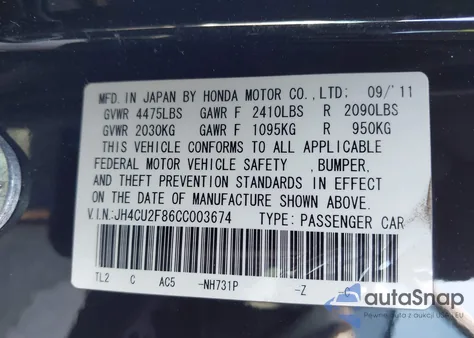 MFD. IN JAPAN BY HONDA MOTOR CO., LTD: 09/'11
GVWR 4475LBS GAWR F 2410LBS R 2090LBS
GVWR 2030KG GAWR F 1095KG R 950KG
THIS VEHICLE CONFORMS TO ALL APPLICABLE
FEDERAL MOTOR VEHICLE SAFETY , BUMPER,
AND THEFT PREVENTION STANDARDS IN EFFECT
ON THE DATE OF MANUFACTURE SHOWN ABOVE.
V.I.N:JH4CU2F86CC003674 TYPE: PASSENGER CAR
TL2 C AC5 -NH731P -Z
autoSnap